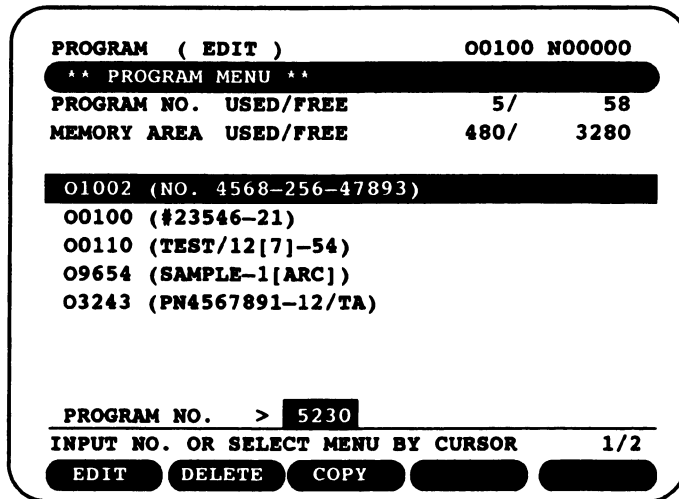 PROGRAM ( EDIT ) O0100 N00000
** PROGRAM MENU **
PROGRAM NO. USED/FREE 5/ 58
MEMORY AREA USED/FREE 480/ 3280
O1002 (NO. 4568-256-47893)
O0100 (#23546-21)
O0110 (TEST/12[7]-54)
O9654 (SAMPLE-1[ARC])
O3243 (PN4567891-12/TA)
PROGRAM NO. > 5230
INPUT NO. OR SELECT MENU BY CURSOR 1/2
EDIT DELETE COPY